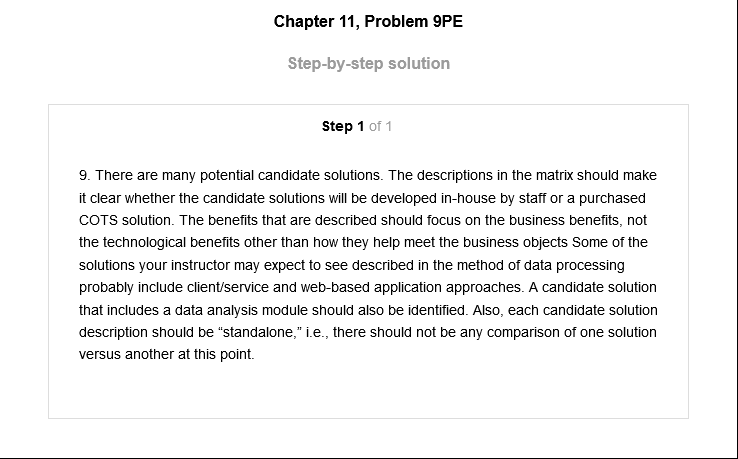 Chapter 11, Problem 9PE
Step-by-step solution
Step 1 of 1
9. There are many potential candidate solutions. The descriptions in the matrix should make
it clear whether the candidate solutions will be developed in-house by staff or a purchased
COTS solution. The benefits that are described should focus on the business benefits, not
the technological benefits other than how they help meet the business objects Some of the
solutions your instructor may expect to see described in the method of data processing
probably include client/service and web-based application approaches. A candidate solution
that includes a data analysis module should also be identified. Also, each candidate solution
description should be “standalone,” i.e., there should not be any comparison of one solution
versus another at this point.